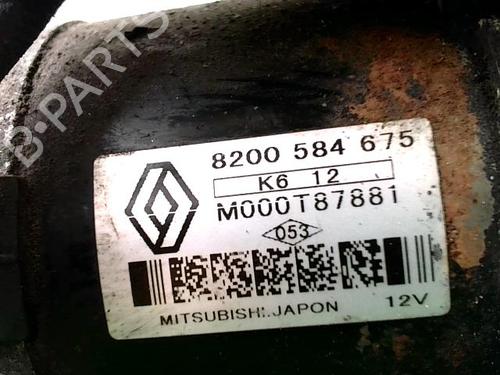 B-PARTS
8200 584 675
K6 12
M000T87881
053
MITSUBISHI.JAPON 12V